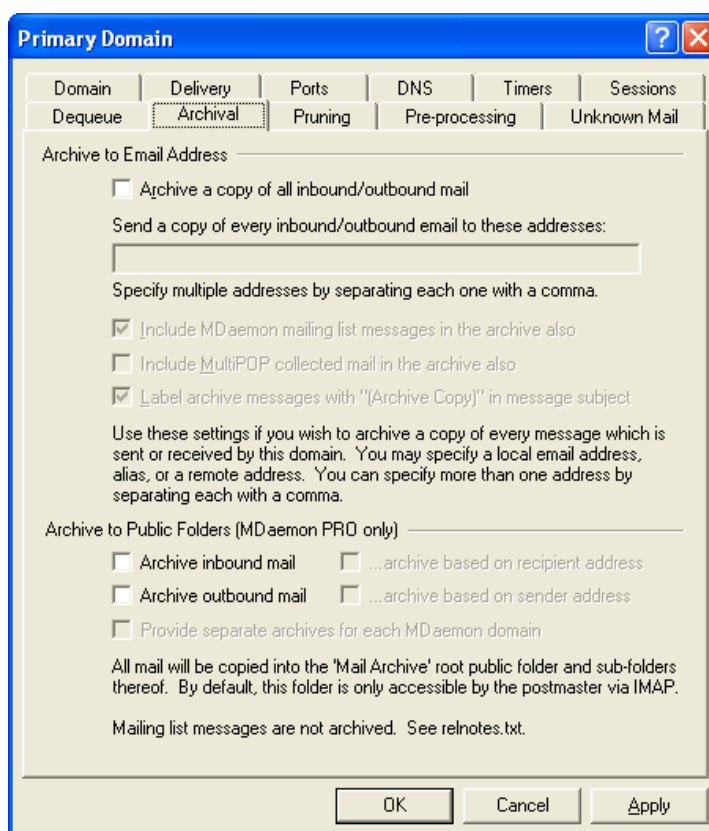 Primary Domain
Domain Delivery Ports DNS Timers Sessions
Dequeue Archival Pruning Pre-processing Unknown Mail
Archive to Email Address
Archive a copy of all inbound/outbound mail
Send a copy of every inbound/outbound email to these addresses:
Specify multiple addresses by separating each one with a comma.
Include MDaemon mailing list messages in the archive also
Include MultiPOP collected mail in the archive also
Label archive messages with "(Archive Copy)" in message subject
Use these settings if you wish to archive a copy of every message which is
sent or received by this domain.  You may specify a local email address,
alias, or a remote address.  You can specify more than one address by
separating each with a comma.
Archive to Public Folders (MDaemon PRO only)
Archive inbound mail ...archive based on recipient address
Archive outbound mail ...archive based on sender address
Provide separate archives for each MDaemon domain
All mail will be copied into the 'Mail Archive' root public folder and sub-folders
thereof.  By default, this folder is only accessible by the postmaster via IMAP.
Mailing list messages are not archived.  See relnotes.txt.
OK Cancel Apply